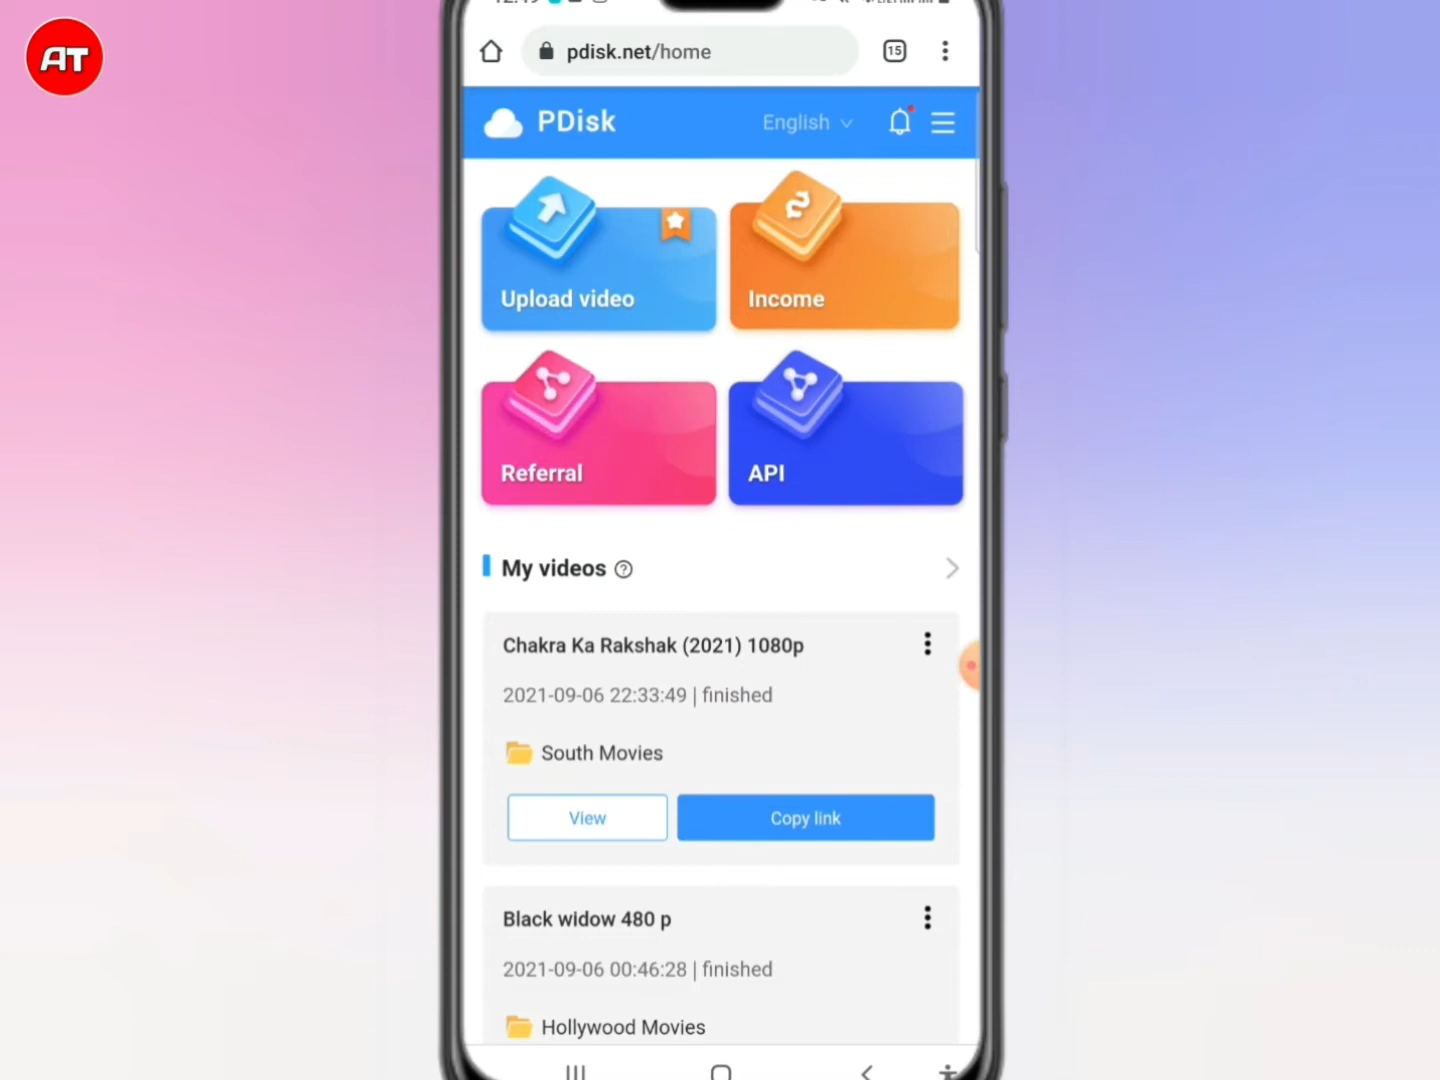 AT
pdisk.net/home
15
PDisk
English
Upload video
Income
Referral
API
My videos
Chakra Ka Rakshak (2021) 1080p
2021-09-06 22:33:49 | finished
South Movies
View
Copy link
Black widow 480 p
2021-09-06 00:46:28 | finished
Hollywood Movies